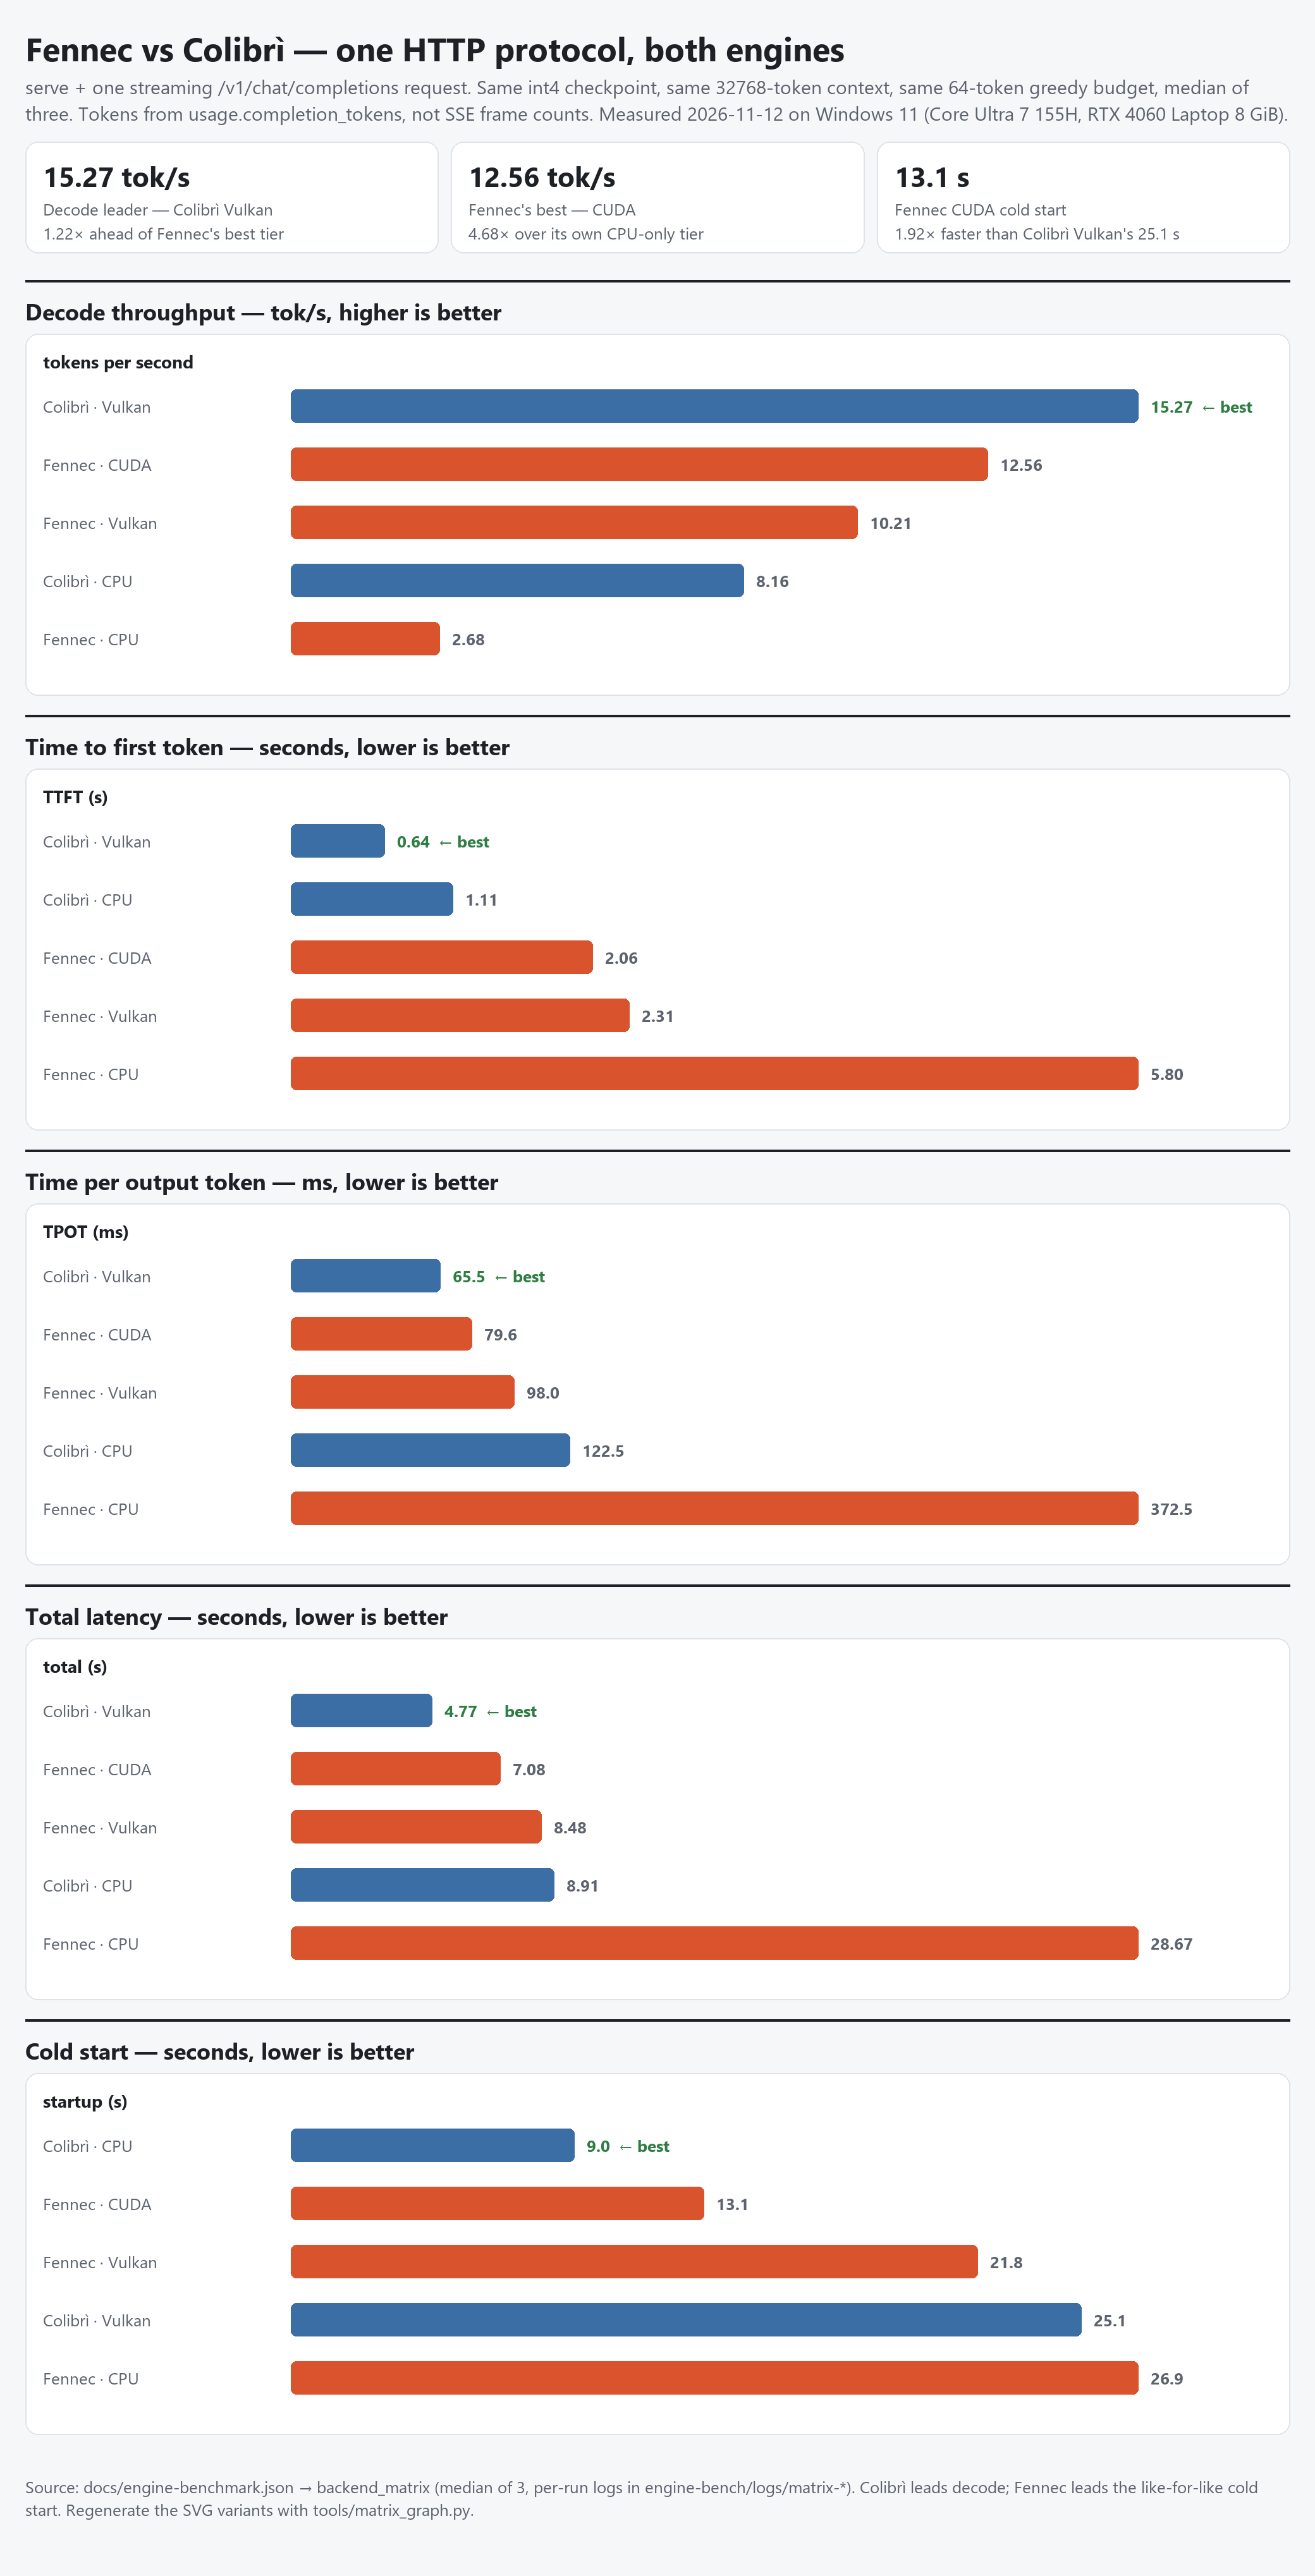 Fennec vs Colibrì — one HTTP protocol, both engines
serve + one streaming /v1/chat/completions request. Same int4 checkpoint, same 32768-token context, same 64-token greedy budget, median of
three. Tokens from usage.completion_tokens, not SSE frame counts. Measured 2026-11-12 on Windows 11 (Core Ultra 7 155H, RTX 4060 Laptop 8 GiB).
15.27 tok/s
Decode leader — Colibrì Vulkan
1.22× ahead of Fennec's best tier
12.56 tok/s
Fennec's best — CUDA
4.68× over its own CPU-only tier
13.1 s
Fennec CUDA cold start
1.92× faster than Colibrì Vulkan's 25.1 s
Decode throughput — tok/s, higher is better
tokens per second
Colibrì · Vulkan 15.27 ← best
Fennec · CUDA 12.56
Fennec · Vulkan 10.21
Colibrì · CPU 8.16
Fennec · CPU 2.68
Time to first token — seconds, lower is better
TTFT (s)
Colibrì · Vulkan 0.64 ← best
Colibrì · CPU 1.11
Fennec · CUDA 2.06
Fennec · Vulkan 2.31
Fennec · CPU 5.80
Time per output token — ms, lower is better
TPOT (ms)
Colibrì · Vulkan 65.5 ← best
Fennec · CUDA 79.6
Fennec · Vulkan 98.0
Colibrì · CPU 122.5
Fennec · CPU 372.5
Total latency — seconds, lower is better
total (s)
Colibrì · Vulkan 4.77 ← best
Fennec · CUDA 7.08
Fennec · Vulkan 8.48
Colibrì · CPU 8.91
Fennec · CPU 28.67
Cold start — seconds, lower is better
startup (s)
Colibrì · CPU 9.0 ← best
Fennec · CUDA 13.1
Fennec · Vulkan 21.8
Colibrì · Vulkan 25.1
Fennec · CPU 26.9
Source: docs/engine-benchmark.json → backend_matrix (median of 3, per-run logs in engine-bench/logs/matrix-*). Colibrì leads decode; Fennec leads the like-for-like cold
start. Regenerate the SVG variants with tools/matrix_graph.py.